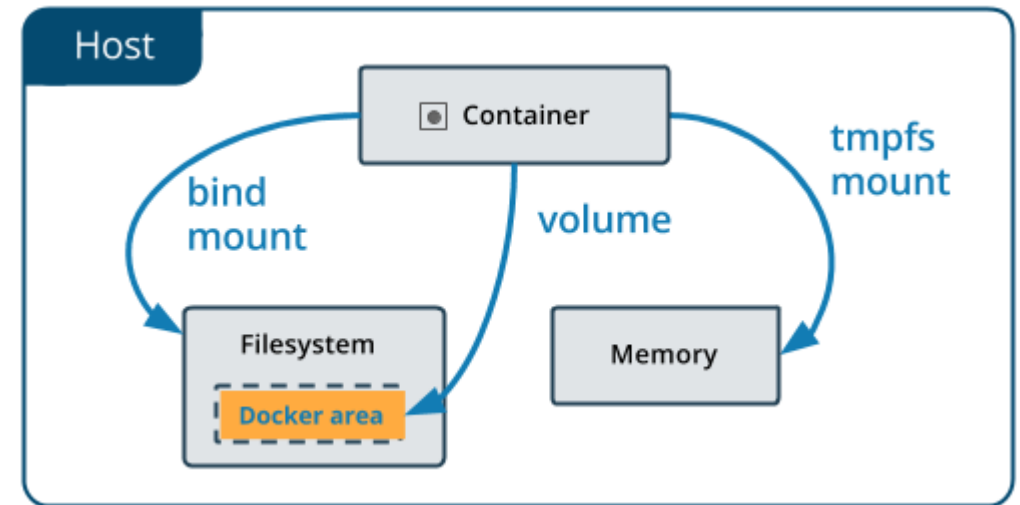 Host
Container
bind
mount
volume
tmpfs
mount
Filesystem
Docker area
Memory